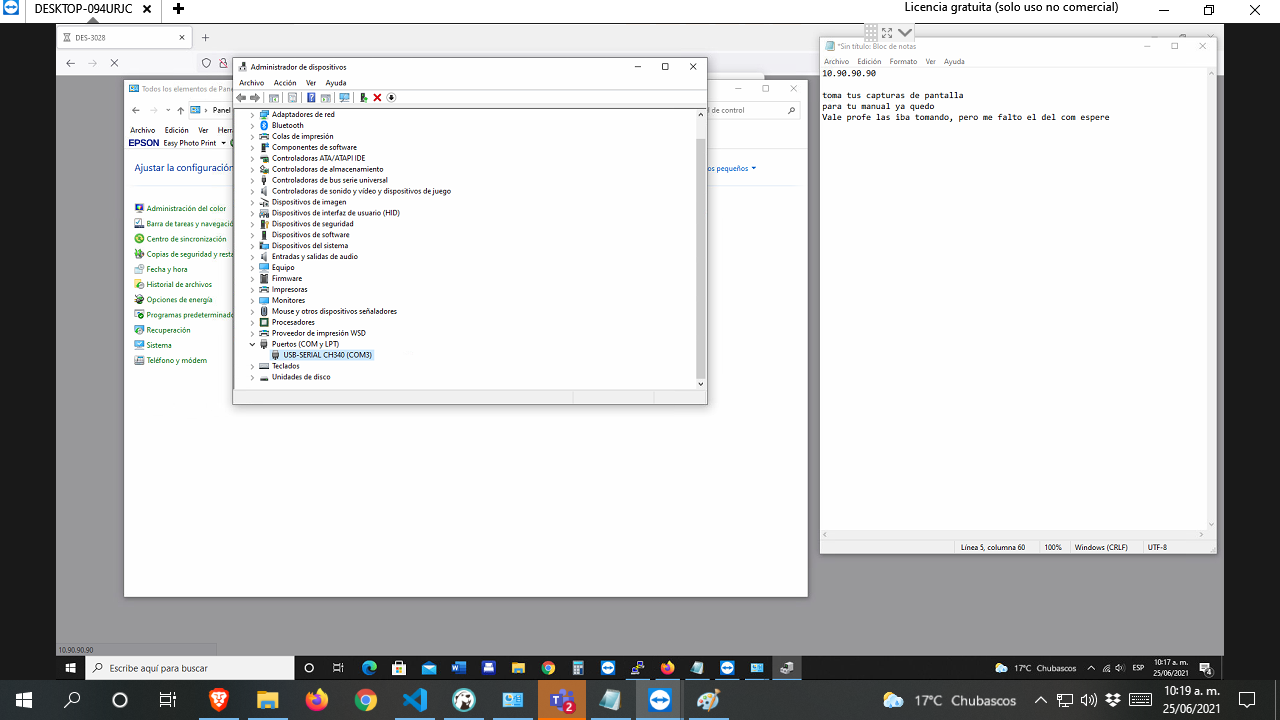 DESKTOP-094URJC
Licencia gratuita (solo uso no comercial)
DES-3028
*Sin título: Bloc de notas
Archivo Edición Formato Ver Ayuda
10.90.90.90
toma tus capturas de pantalla
para tu manual ya quedo
Vale profe las iba tomando, pero me falto el del com espere
Línea 5, columna 60 100% Windows (CRLF) UTF-8
Todos los elementos de Pane
Panel
de control
Archivo Edición Ver Her
EPSON Easy Photo Print
Ajustar la configuración
os pequeños
Administración del color
Barra de tareas y navegació
Centro de sincronización
Copias de seguridad y resta
Fecha y hora
Historial de archivos
Opciones de energía
Programas predeterminado
Recuperación
Sistema
Teléfono y módem
Administrador de dispositivos
Archivo Acción Ver Ayuda
Adaptadores de red
Bluetooth
Colas de impresión
Componentes de software
Controladoras ATA/ATAPI IDE
Controladoras de almacenamiento
Controladoras de bus serie universal
Controladoras de sonido y vídeo y dispositivos de juego
Dispositivos de imagen
Dispositivos de interfaz de usuario (HID)
Dispositivos de seguridad
Dispositivos de software
Dispositivos del sistema
Entradas y salidas de audio
Equipo
Firmware
Impresoras
Monitores
Mouse y otros dispositivos señaladores
Procesadores
Proveedor de impresión WSD
Puertos (COM y LPT)
USB-SERIAL CH340 (COM3)
Teclados
Unidades de disco
10.90.90.90
Escribe aquí para buscar
17°C Chubascos
ESP
10:17 a. m.
25/06/2021
4
2
17°C Chubascos
10:19 a. m.
25/06/2021